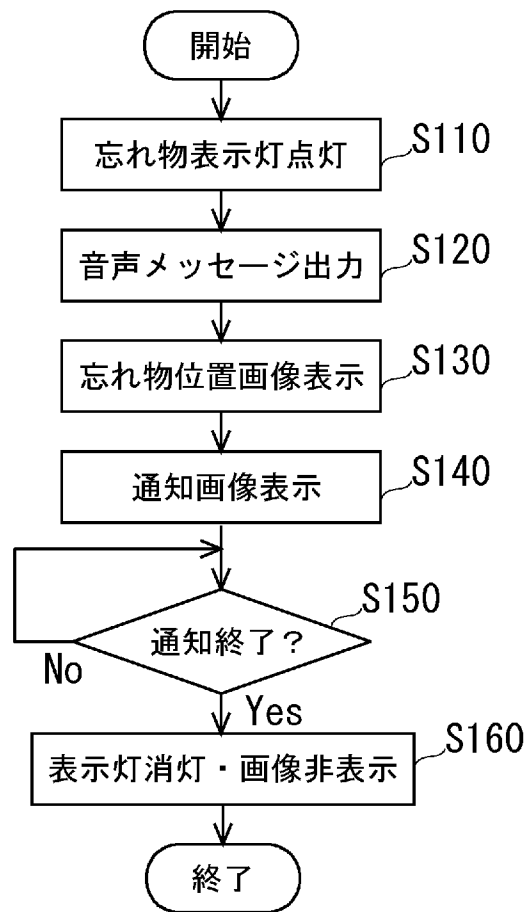 開始
忘れ物表示灯点灯
S110
音声メッセージ出力
S120
忘れ物位置画像表示
S130
通知画像表示
S140
通知終了？
S150
No
Yes
表示灯消灯・画像非表示
S160
終了